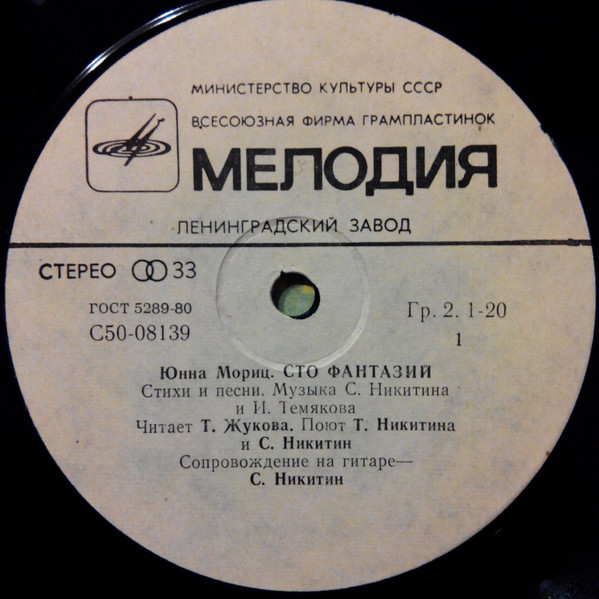 МИНИСТЕРСТВО КУЛЬТУРЫ СССР
ВСЕСОЮЗНАЯ ФИРМА ГРАМПЛАСТИНОК
МЕЛОДИЯ
ЛЕНИНГРАДСКИЙ ЗАВОД
СТЕРЕО 33
ГОСТ 5289-80
С50-08139
Гр. 2. 1-20
1
Юнна Мориц. СТО ФАНТАЗИЙ
Стихи и песни. Музыка С. Никитина
и И. Темякова
Читает Т. Жукова. Поют Т. Никитина
и С. Никитин
Сопровождение на гитаре—
С. Никитин